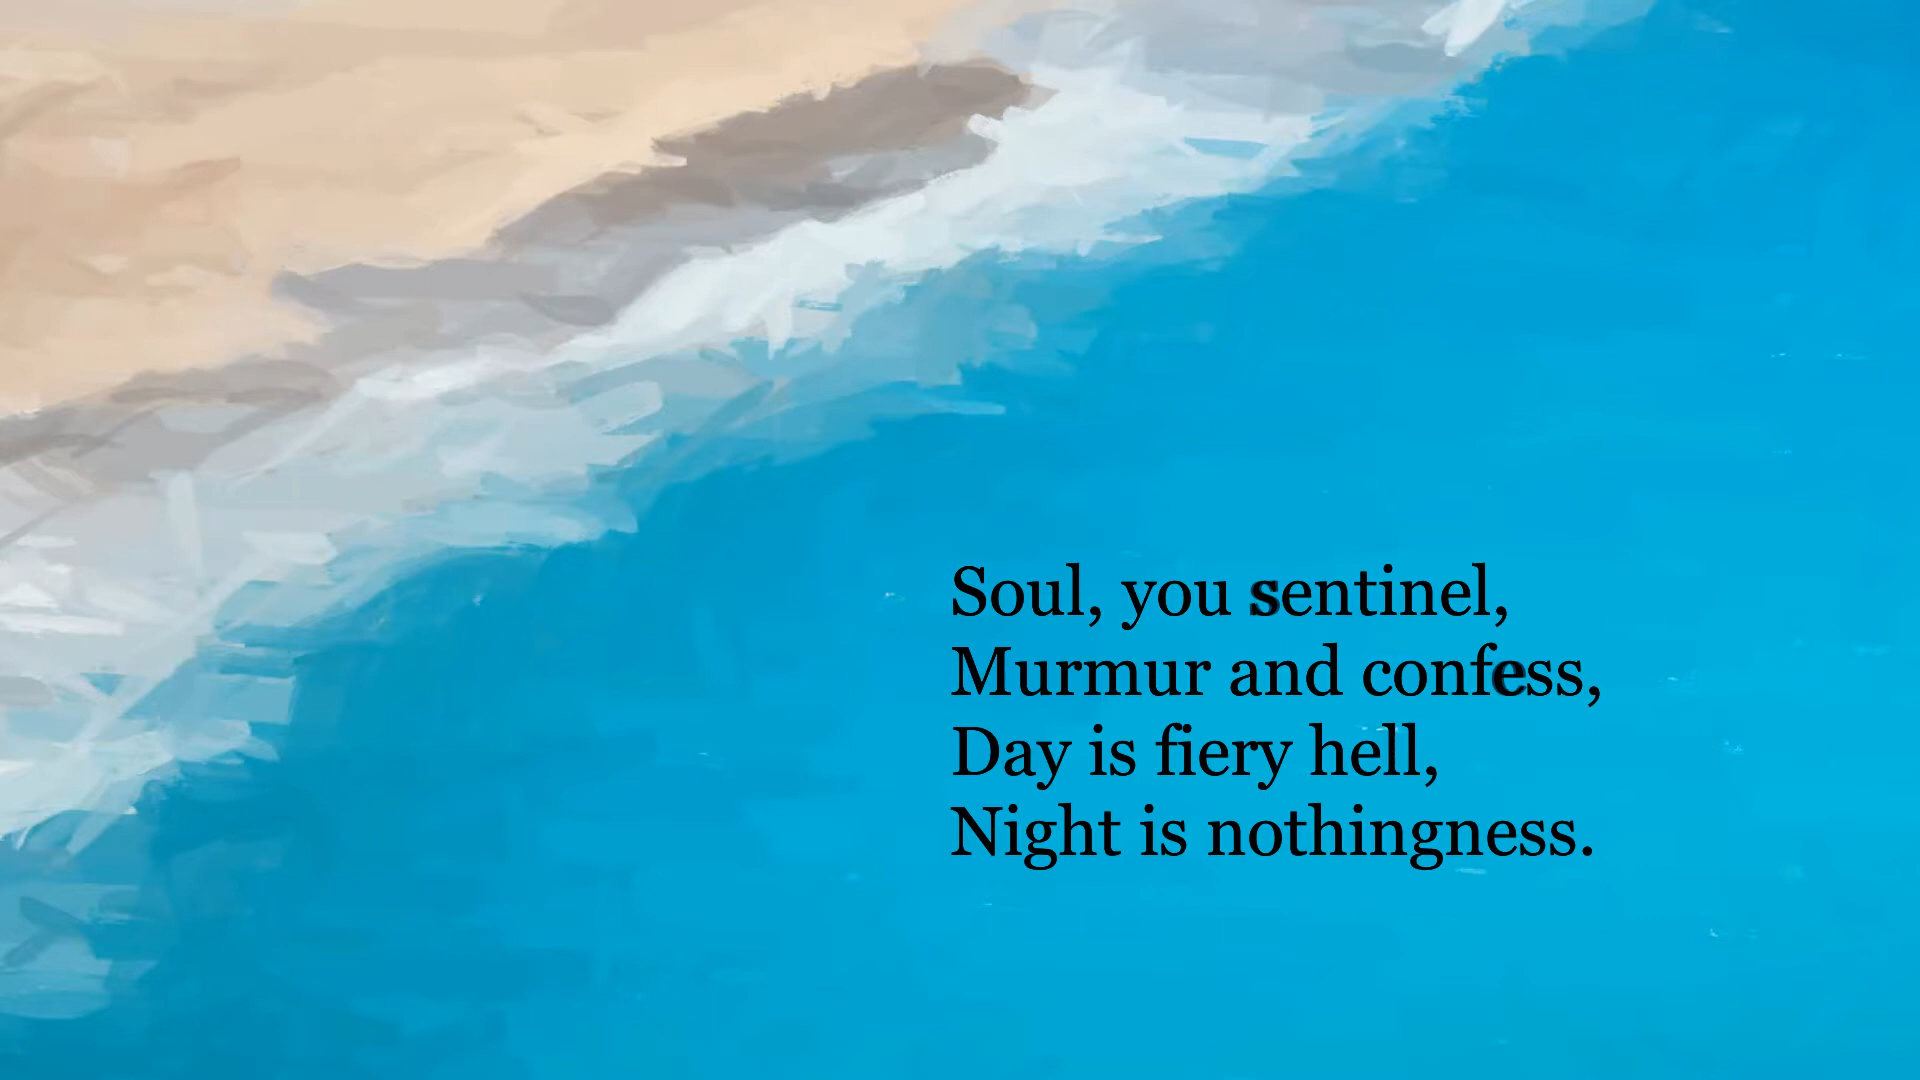 Soul, you sentinel,
Murmur and confess,
Day is fiery hell,
Night is nothingness.